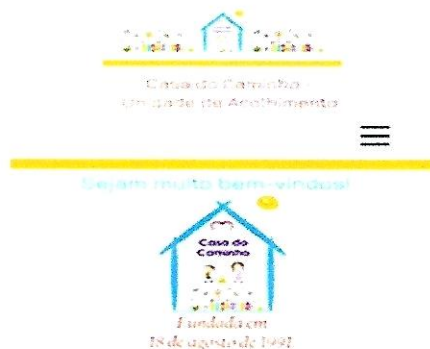 Casa do Caminho -
Unidade de Acolhimento
Sejam muito bem-vindos!
Casa do
Caminho
Fundada em
18 de agosto de 1991